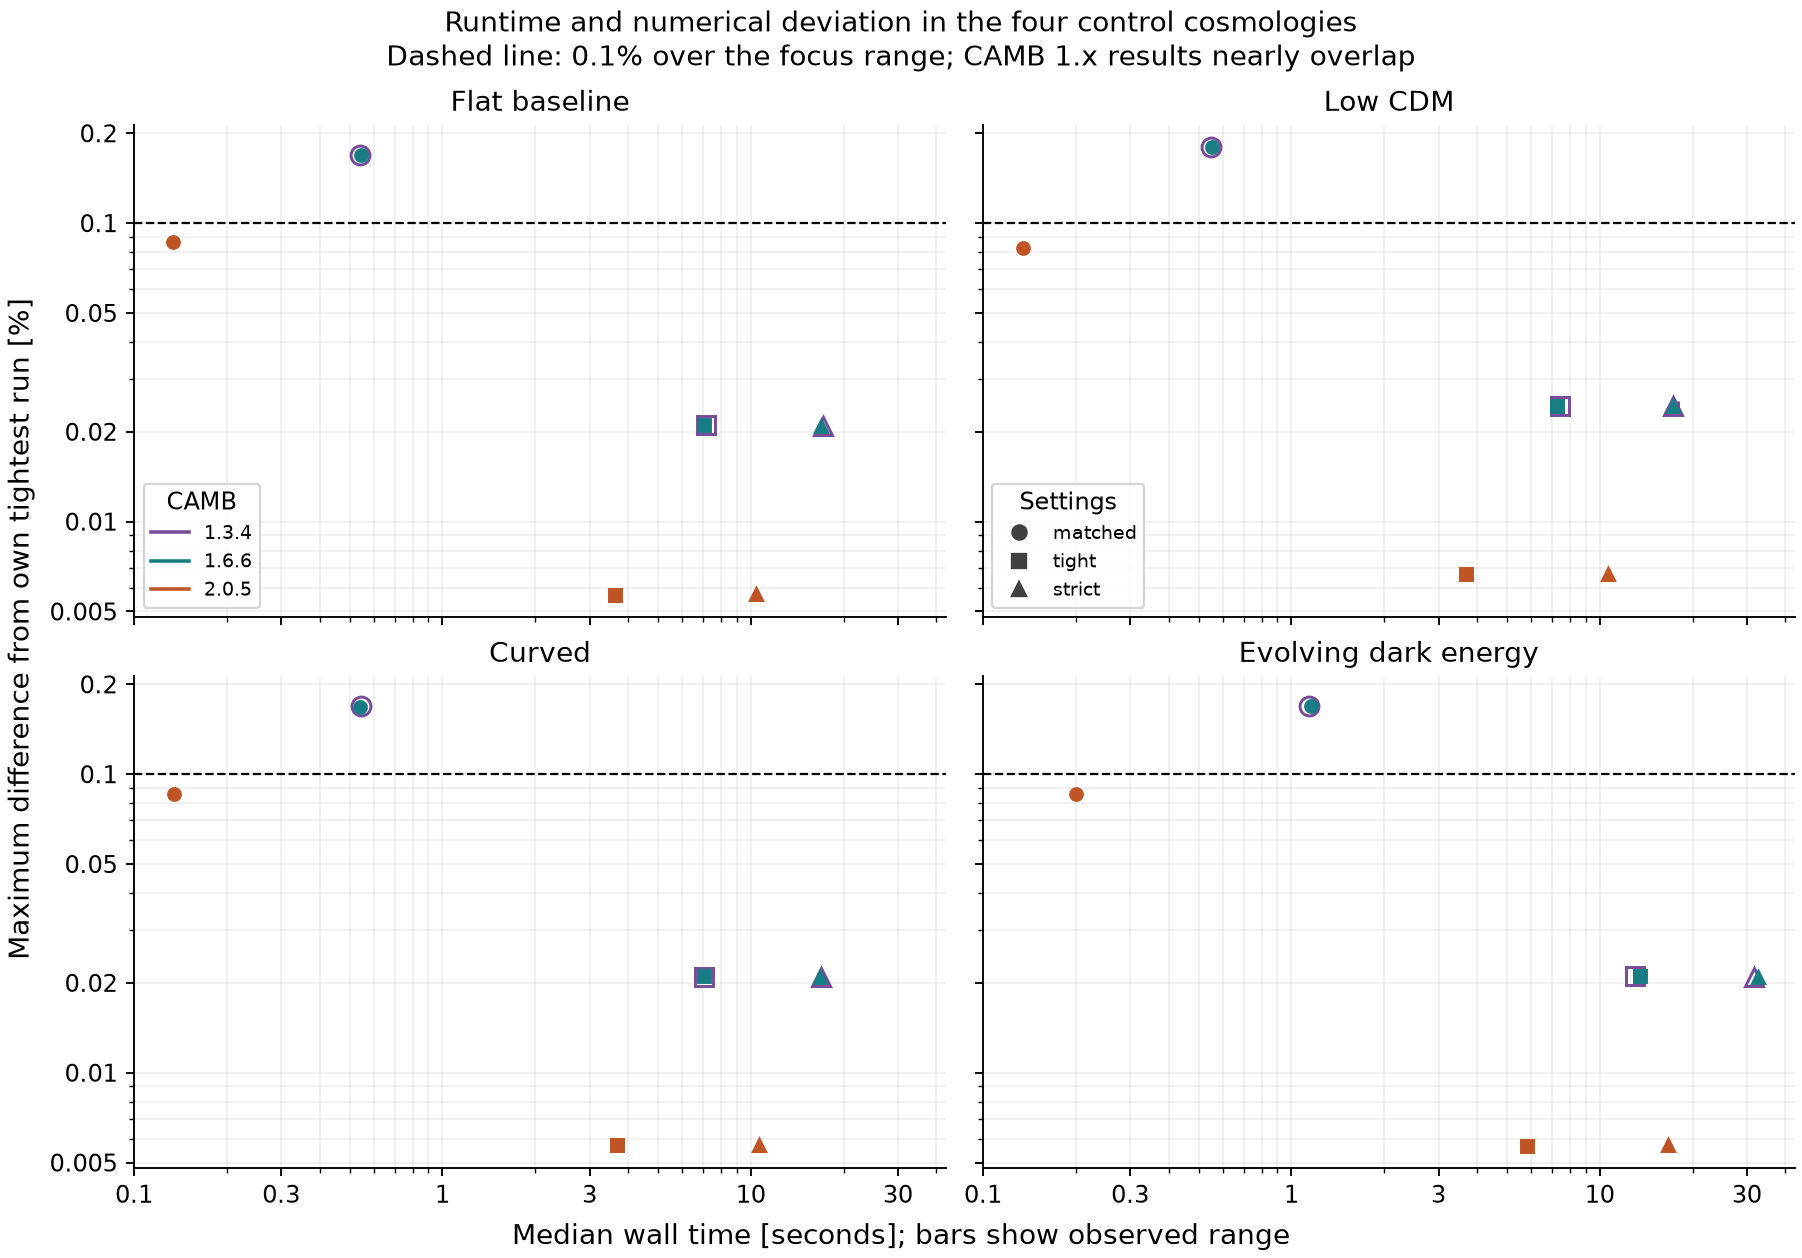 Runtime and numerical deviation in the four control cosmologies
Dashed line: 0.1% over the focus range; CAMB 1.x results nearly overlap
Flat baseline
Low CDM
Maximum difference from own tightest run [%]
0.2
0.1
0.05
0.02
0.01
0.005
CAMB
1.3.4
1.6.6
2.0.5
Settings
matched
tight
strict
Curved
Evolving dark energy
0.2
0.1
0.05
0.02
0.01
0.005
0.1 0.3 1 3 10 30
0.1 0.3 1 3 10 30
Median wall time [seconds]; bars show observed range